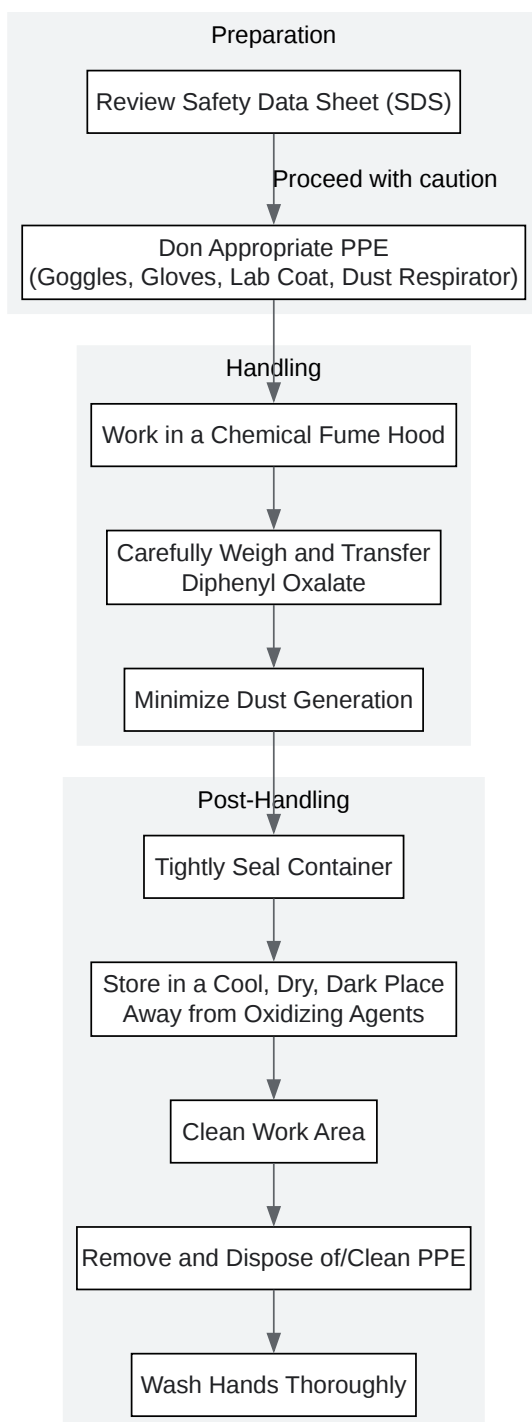 Preparation
Review Safety Data Sheet (SDS)
Proceed with caution
Don Appropriate PPE
(Goggles, Gloves, Lab Coat, Dust Respirator)
Handling
Work in a Chemical Fume Hood
Carefully Weigh and Transfer
Diphenyl Oxalate
Minimize Dust Generation
Post-Handling
Tightly Seal Container
Store in a Cool, Dry, Dark Place
Away from Oxidizing Agents
Clean Work Area
Remove and Dispose of/Clean PPE
Wash Hands Thoroughly